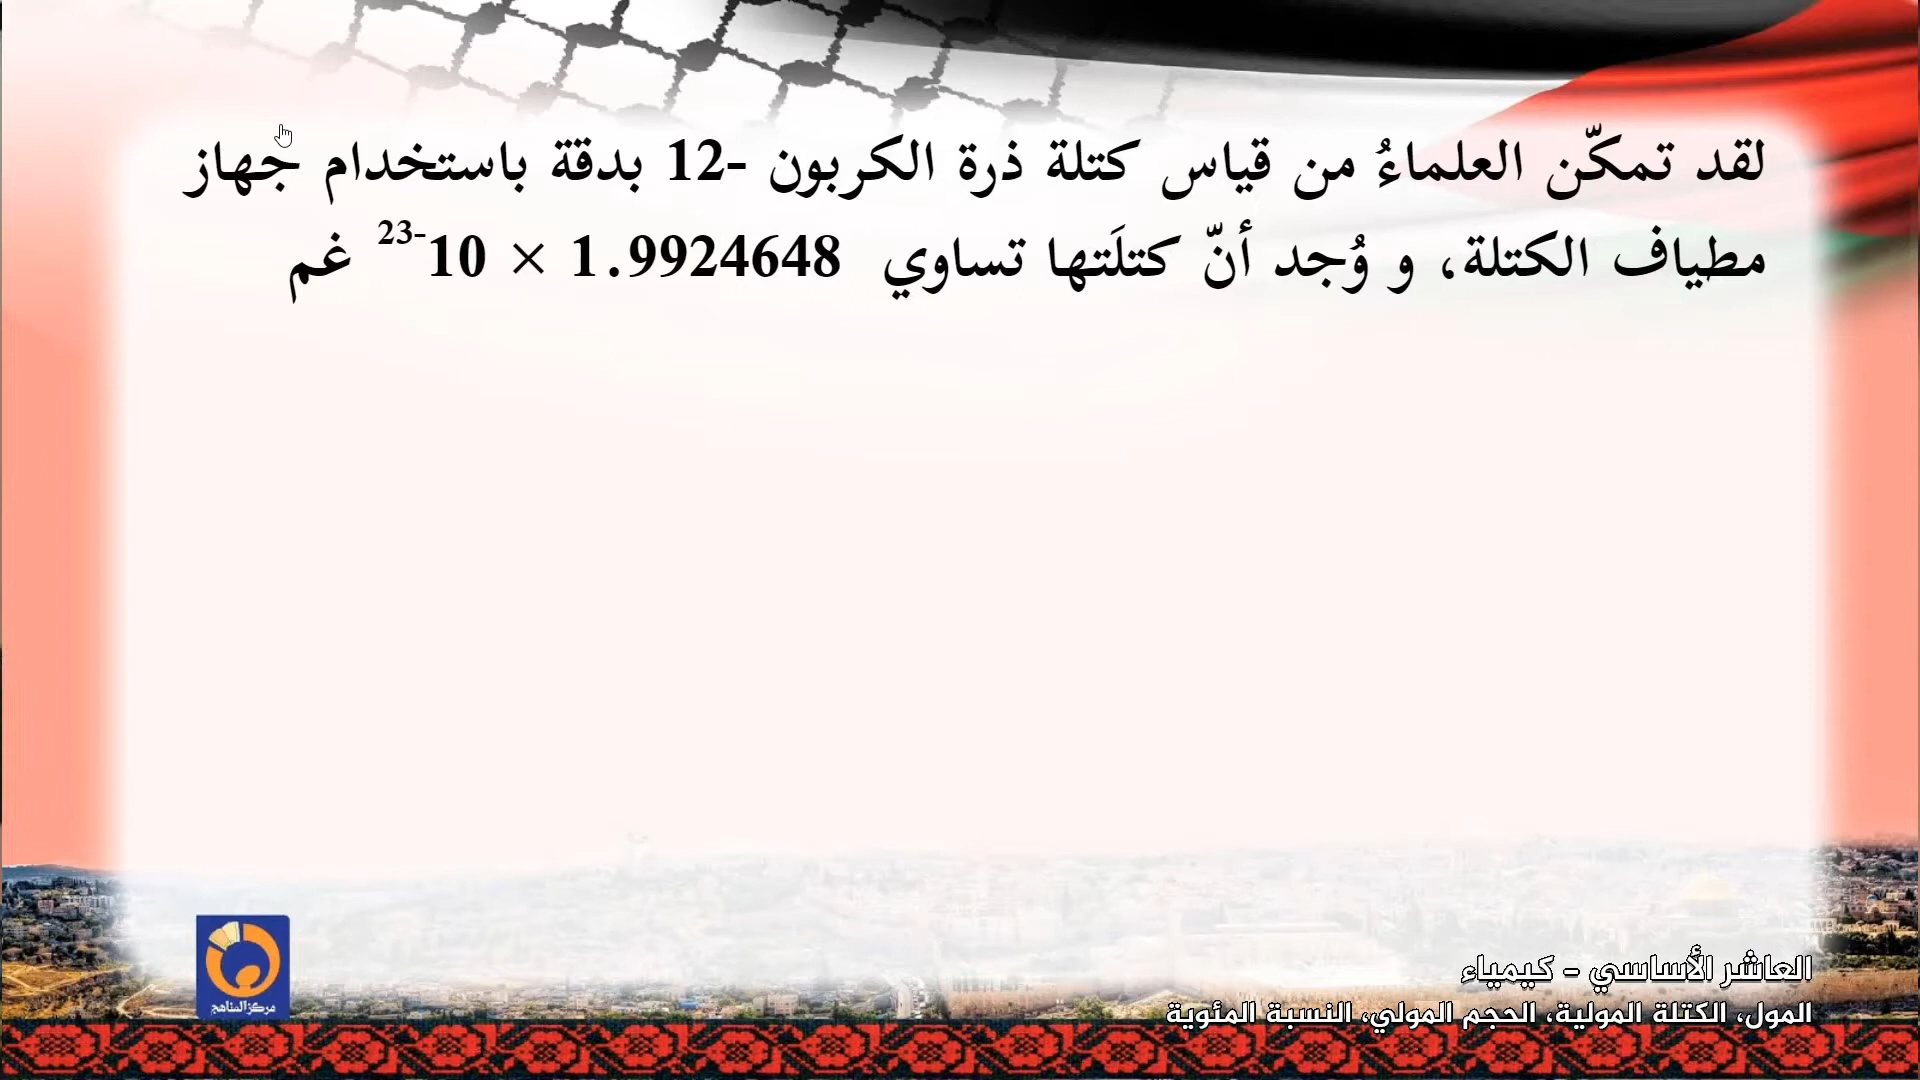 لقد تمكّن العلماءُ من قياس كتلة ذرة الكربون -12 بدقة باستخدام جهاز
مطياف الكتلة، و وُجد أنّ كتلَتها تساوي 1.9924648 × 10⁻²³ غم
العاشر الأساسي - كيمياء
المول، الكتلة المولية، الحجم المولي، النسبة المئوية
مركز المناهج